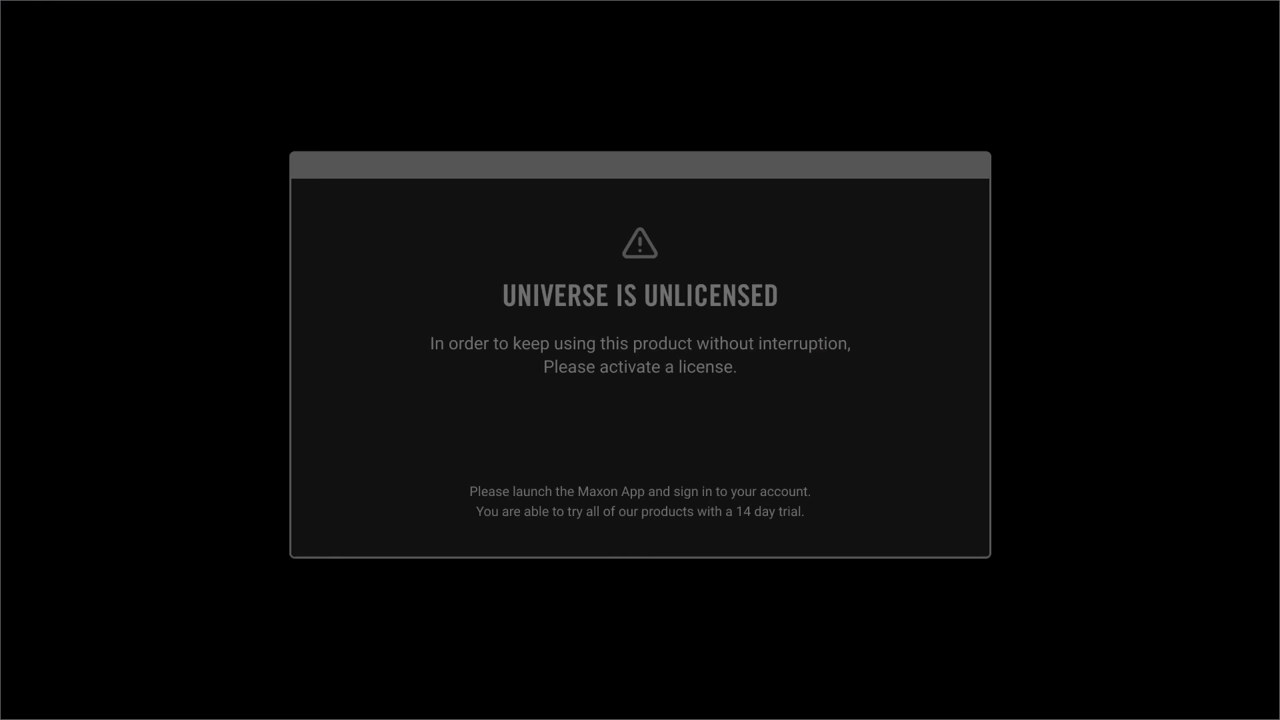 UNIVERSE IS UNLICENSED
In order to keep using this product without interruption,
Please activate a license.
Please launch the Maxon App and sign in to your account.
You are able to try all of our products with a 14 day trial.